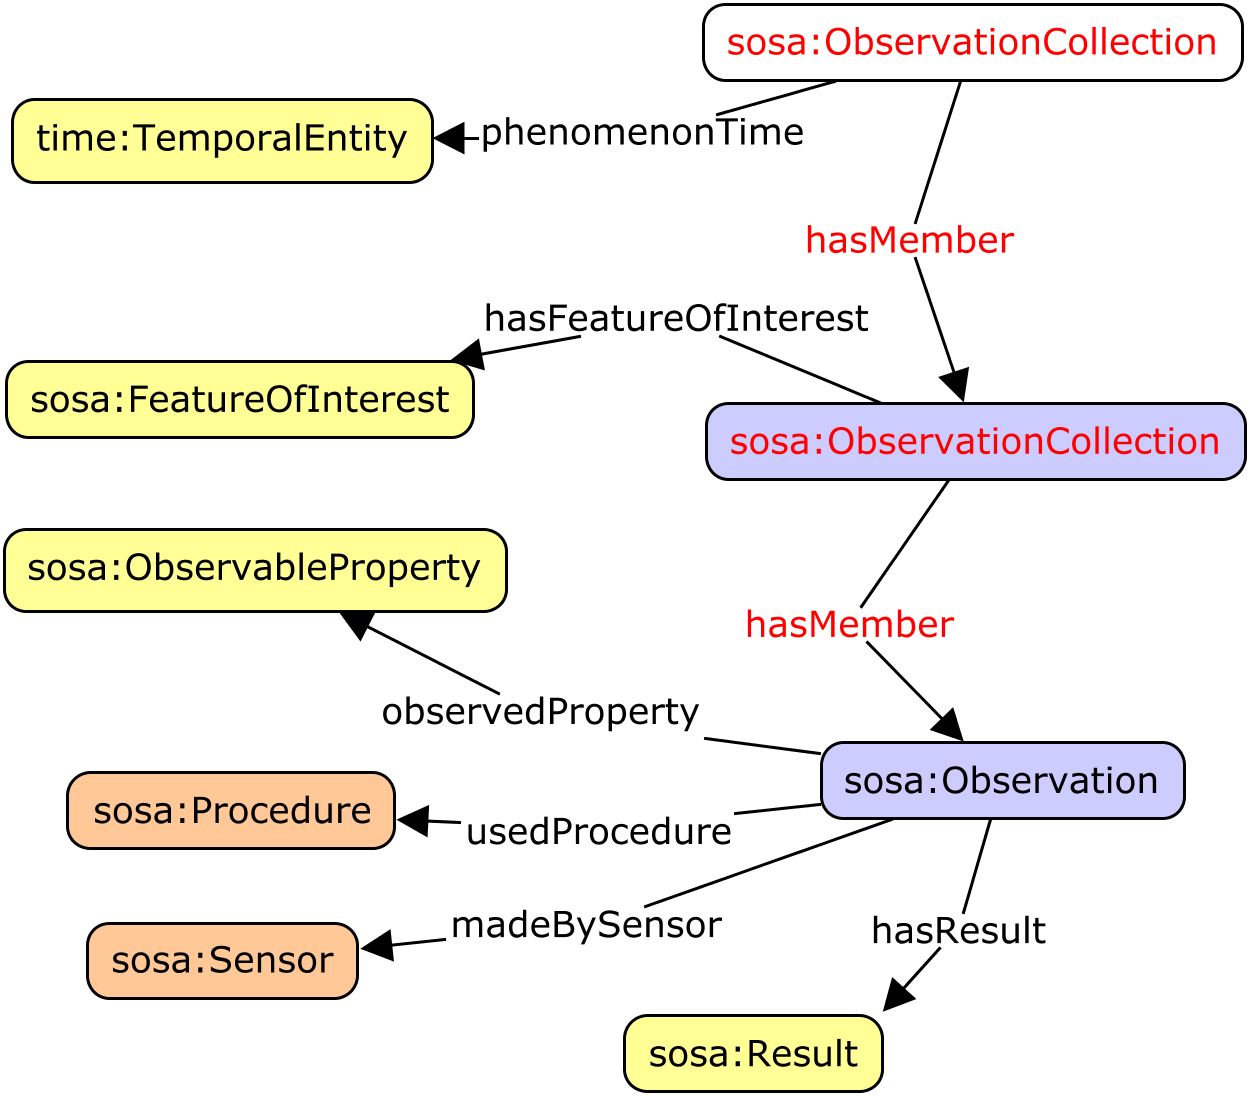 sosa:ObservationCollection
time:TemporalEntity
phenomenonTime
hasMember
hasFeatureOfInterest
sosa:FeatureOfInterest
sosa:ObservationCollection
sosa:ObservableProperty
hasMember
observedProperty
sosa:Observation
sosa:Procedure
usedProcedure
madeBySensor
hasResult
sosa:Sensor
sosa:Result